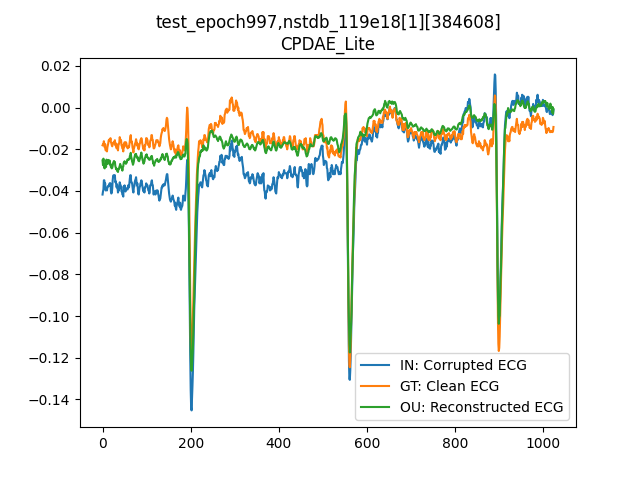 test_epoch997,nstdb_119e18[1][384608]
CPDAE_Lite
0.02
0.00
−0.02
−0.04
−0.06
−0.08
−0.10
−0.12
−0.14
0 200 400 600 800 1000
IN: Corrupted ECG
GT: Clean ECG
OU: Reconstructed ECG